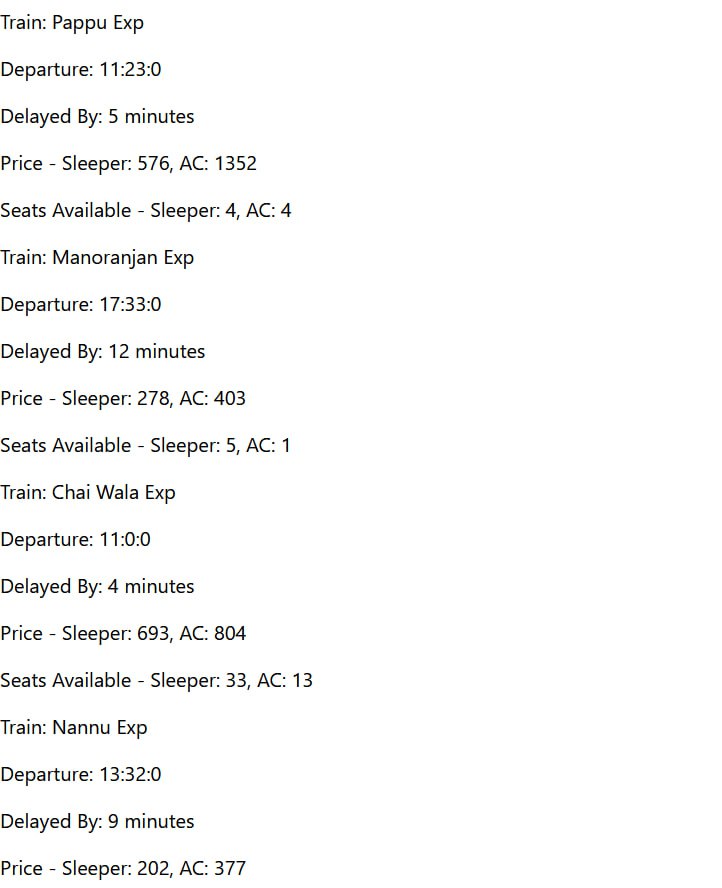 Train: Pappu Exp
Departure: 11:23:0
Delayed By: 5 minutes
Price - Sleeper: 576, AC: 1352
Seats Available - Sleeper: 4, AC: 4
Train: Manoranjan Exp
Departure: 17:33:0
Delayed By: 12 minutes
Price - Sleeper: 278, AC: 403
Seats Available - Sleeper: 5, AC: 1
Train: Chai Wala Exp
Departure: 11:0:0
Delayed By: 4 minutes
Price - Sleeper: 693, AC: 804
Seats Available - Sleeper: 33, AC: 13
Train: Nannu Exp
Departure: 13:32:0
Delayed By: 9 minutes
Price - Sleeper: 202, AC: 377